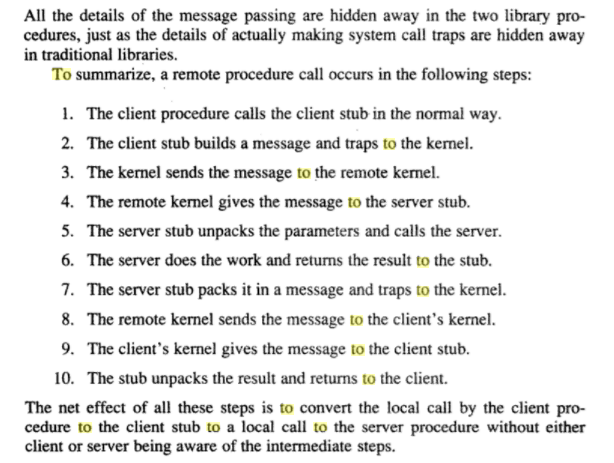 All the details of the message passing are hidden away in the two library pro-
cedures, just as the details of actually making system call traps are hidden away
in traditional libraries.
To summarize, a remote procedure call occurs in the following steps:
1. The client procedure calls the client stub in the normal way.
2. The client stub builds a message and traps to the kernel.
3. The kernel sends the message to the remote kernel.
4. The remote kernel gives the message to the server stub.
5. The server stub unpacks the parameters and calls the server.
6. The server does the work and returns the result to the stub.
7. The server stub packs it in a message and traps to the kernel.
8. The remote kernel sends the message to the client's kernel.
9. The client's kernel gives the message to the client stub.
10. The stub unpacks the result and returns to the client.
The net effect of all these steps is to convert the local call by the client pro-
cedure to the client stub to a local call to the server procedure without either
client or server being aware of the intermediate steps.